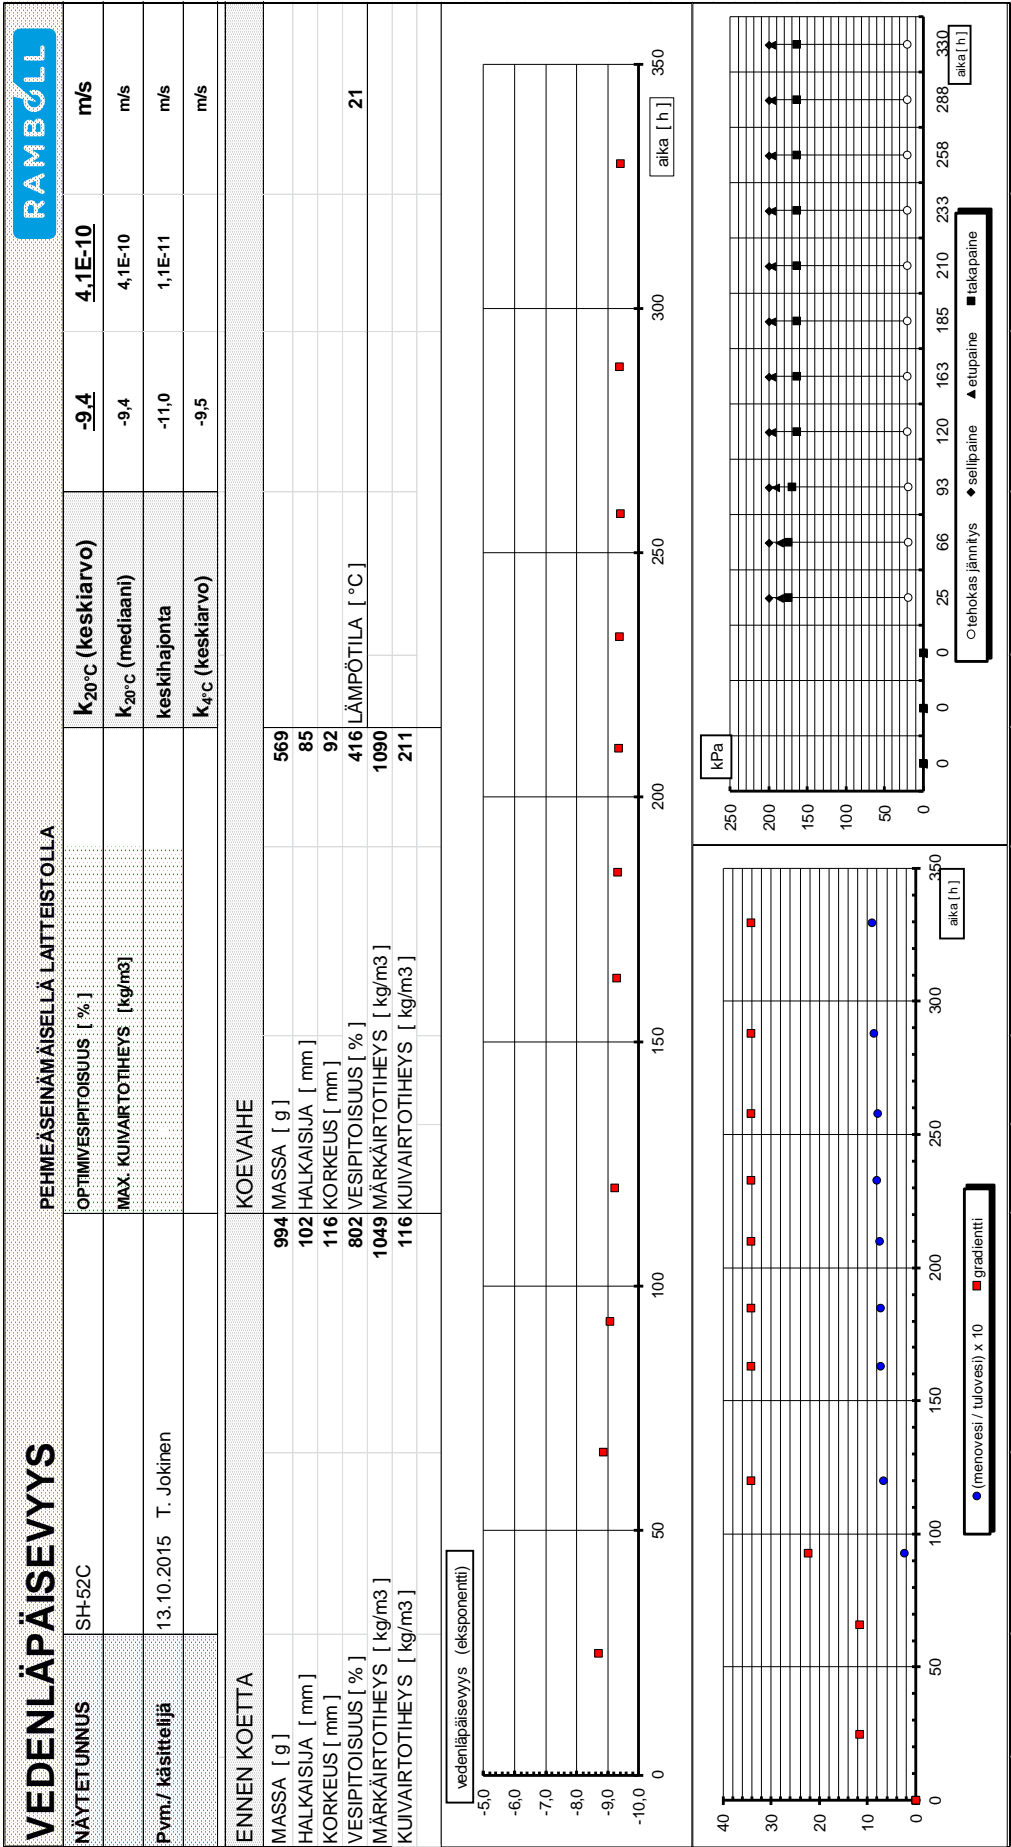 VEDENLÄPÄISEVYYS PEHMEÄSEINÄMÄISELLÄ LAITTEISTOLLA RAMBOLL
NÄYTETUNNUS SH-52C OPTIMIVESIPITOISUUS [ % ] k20°C (keskiarvo) -9,4 4,1E-10 m/s
MAX. KUIVAIRTOTIHEYS [kg/m3] k20°C (mediaani) -9,4 4,1E-10 m/s
Pvm./ käsittelijä 13.10.2015 T. Jokinen keskihajonta -11,0 1,1E-11 m/s
k4°C (keskiarvo) -9,5 m/s
ENNEN KOETTA KOEVAIHE
MASSA [ g ] 994 MASSA [ g ] 569
HALKAISIJA [ mm ] 102 HALKAISIJA [ mm ] 85
KORKEUS [ mm ] 116 KORKEUS [ mm ] 92
VESIPITOISUUS [ % ] 802 VESIPITOISUUS [ % ] 416 LÄMPÖTILA [ °C ] 21
MÄRKÄIRTOTIHEYS [ kg/m3 ] 1049 MÄRKÄIRTOTIHEYS [ kg/m3 ] 1090
KUIVAIRTOTIHEYS [ kg/m3 ] 116 KUIVAIRTOTIHEYS [ kg/m3 ] 211
vedenläpäisevyys (eksponentti)
-5,0
-6,0
-7,0
-8,0
-9,0
-10,0
0 50 100 150 200 250 300 350
aika [ h ]
40
30
20
10
0
0 50 100 150 200 250 300 350
aika [ h ]
(menovesi / tulovesi) x 10 gradientti
kPa
250
200
150
100
50
0
0 0 0 25 66 93 120 163 185 210 233 258 288 330
aika [ h ]
tehokas jännitys sellipaine etupaine takapaine